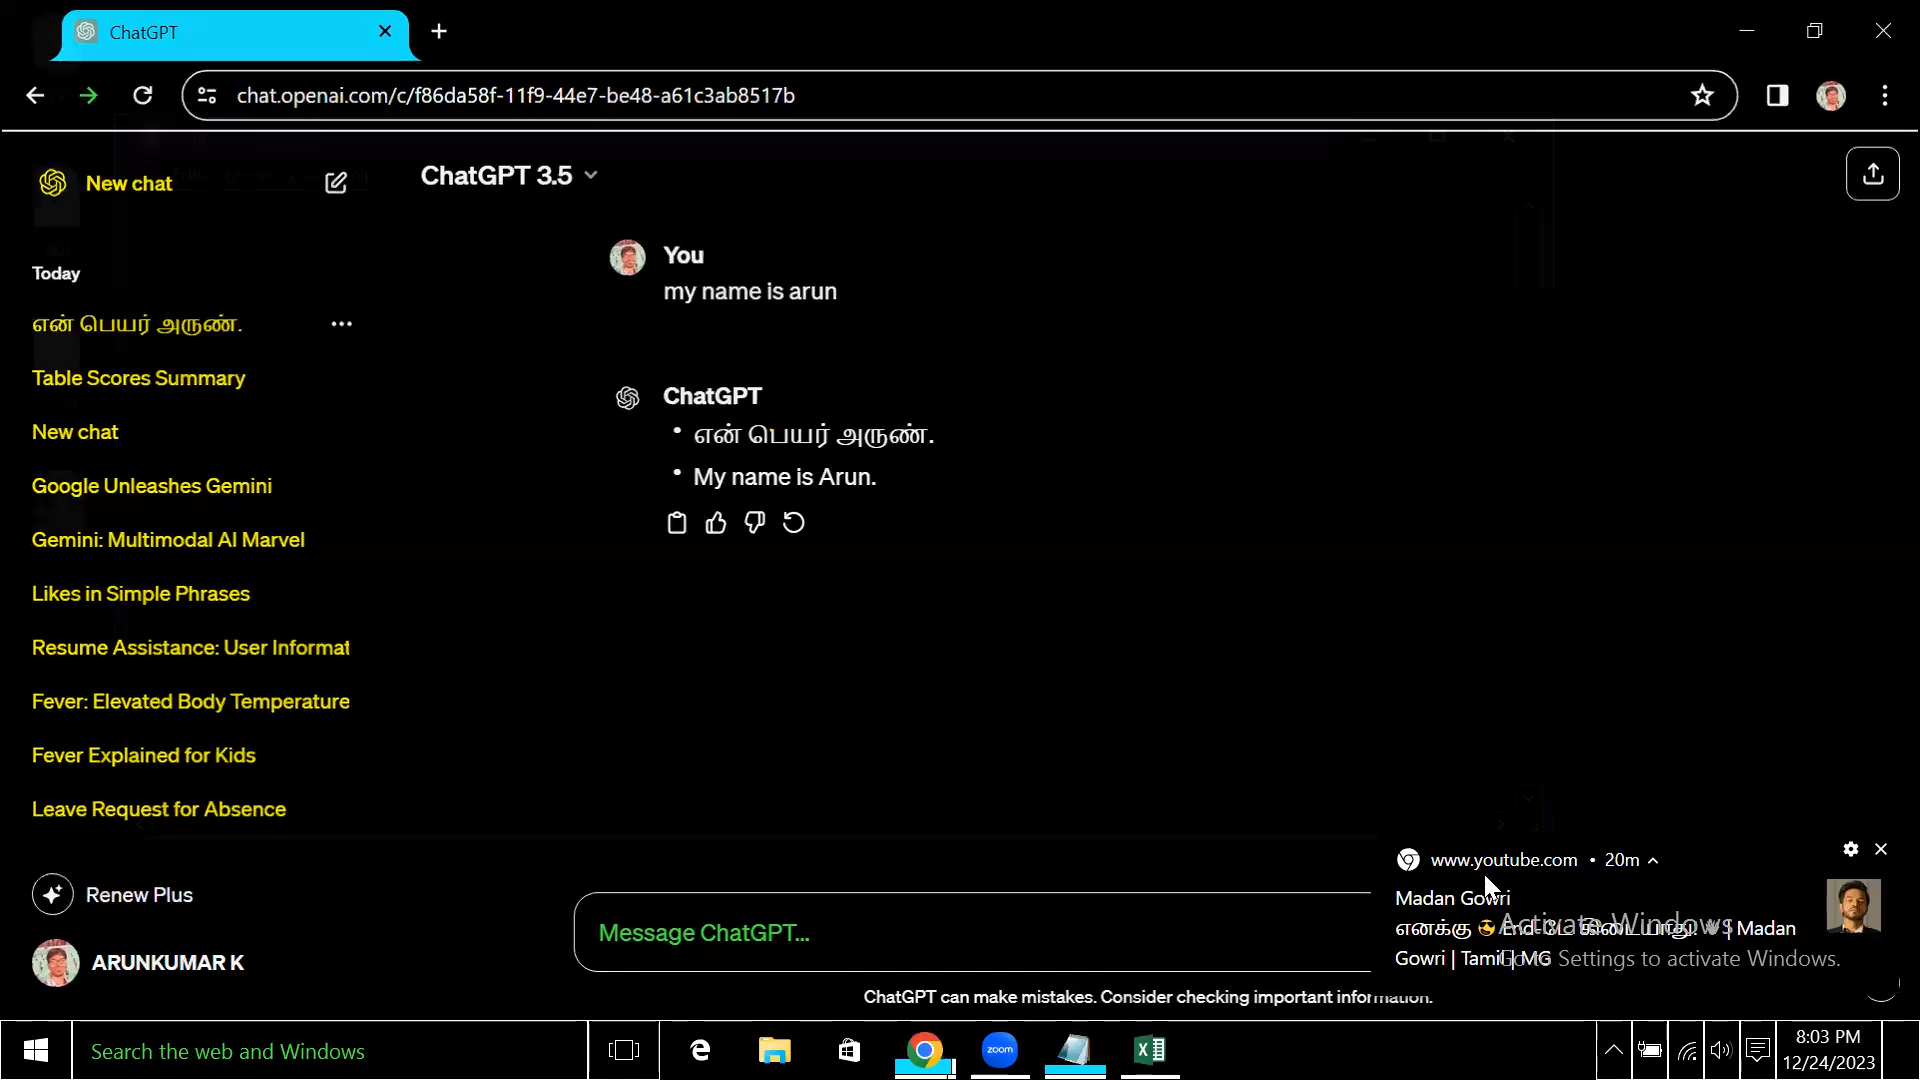 ChatGPT
chat.openai.com/c/f86da58f-11f9-44e7-be48-a61c3ab8517b
New chat
ChatGPT 3.5
Today
என் பெயர் அருண்.
Table Scores Summary
New chat
Google Unleashes Gemini
Gemini: Multimodal AI Marvel
Likes in Simple Phrases
Resume Assistance: User Informat
Fever: Elevated Body Temperature
Fever Explained for Kids
Leave Request for Absence
Renew Plus
ARUNKUMAR K
You
my name is arun
ChatGPT
• என் பெயர் அருண்.
• My name is Arun.
Message ChatGPT...
ChatGPT can make mistakes. Consider checking important information.
www.youtube.com • 20m
Madan Gowri
எனக்கு 😎 End | Madan
Gowri | Tamil | MG
Activate Windows
Go to Settings to activate Windows.
Search the web and Windows
zoom
8:03 PM
12/24/2023